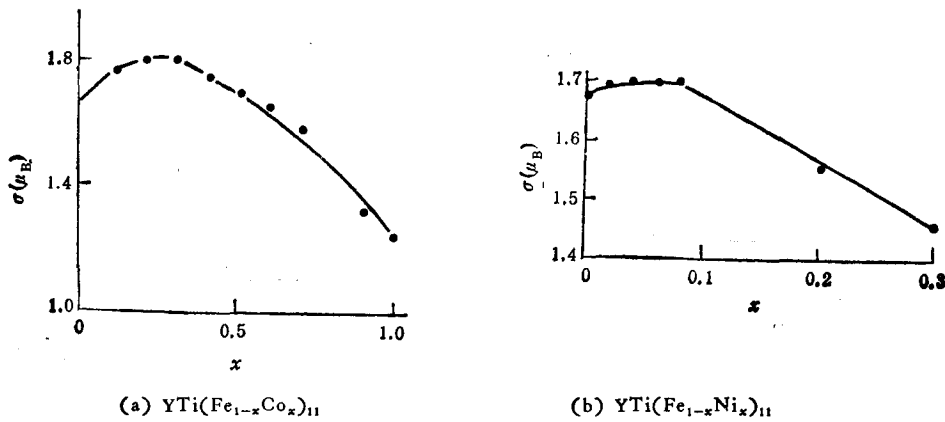 1.8
1.4
1.0
σ(μB)
0
0.5
1.0
x
(a) YTi(Fe₁₋ₓCoₓ)₁₁
1.7
1.6
1.5
1.4
σ(μB)
0
0.1
0.2
0.3
x
(b) YTi(Fe₁₋ₓNiₓ)₁₁